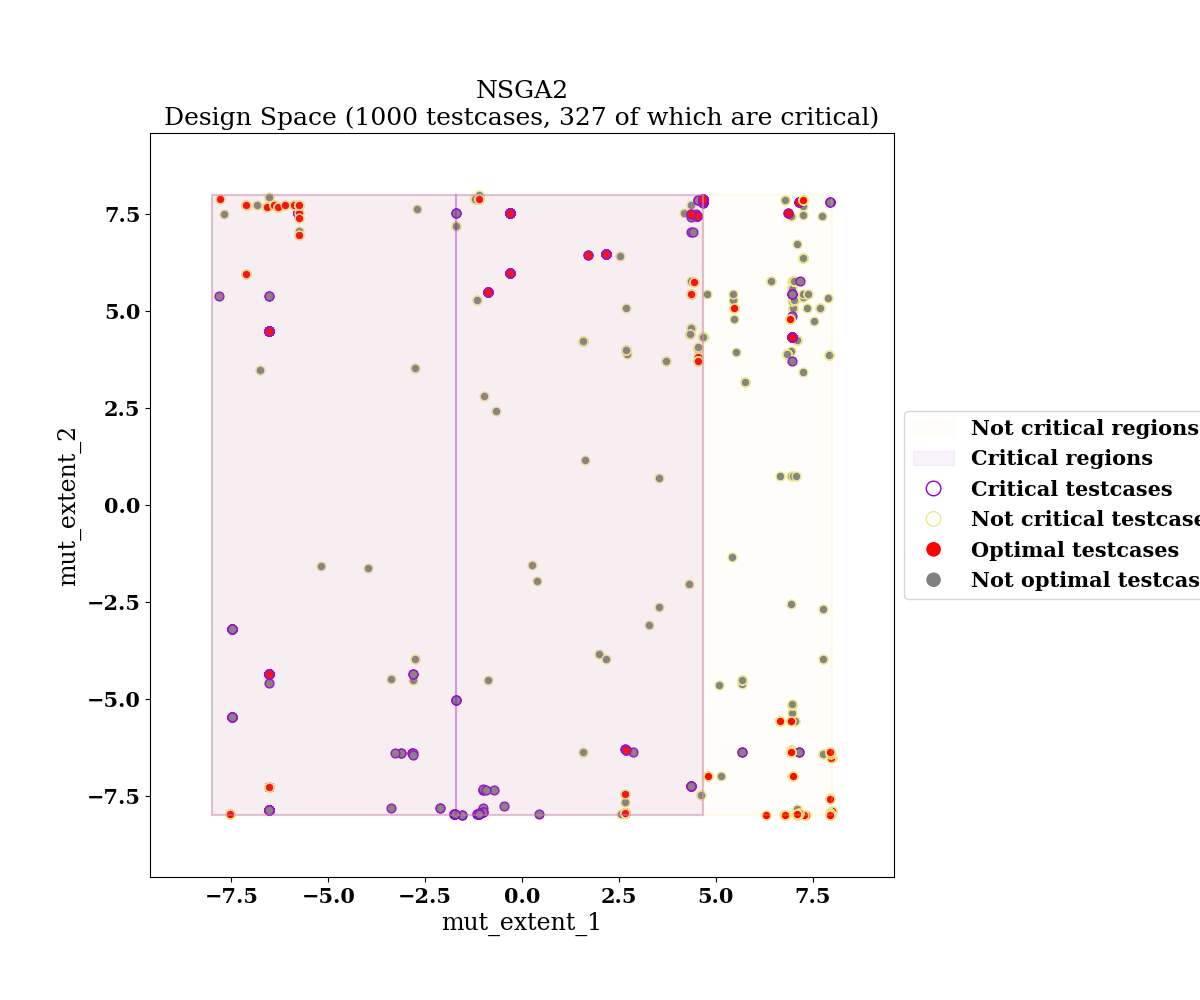 NSGA2
Design Space (1000 testcases, 327 of which are critical)
mut_extent_2
7.5
5.0
2.5
0.0
−2.5
−5.0
−7.5
−7.5 −5.0 −2.5 0.0 2.5 5.0 7.5
mut_extent_1
Not critical regions
Critical regions
Critical testcases
Not critical testcase
Optimal testcases
Not optimal testcas